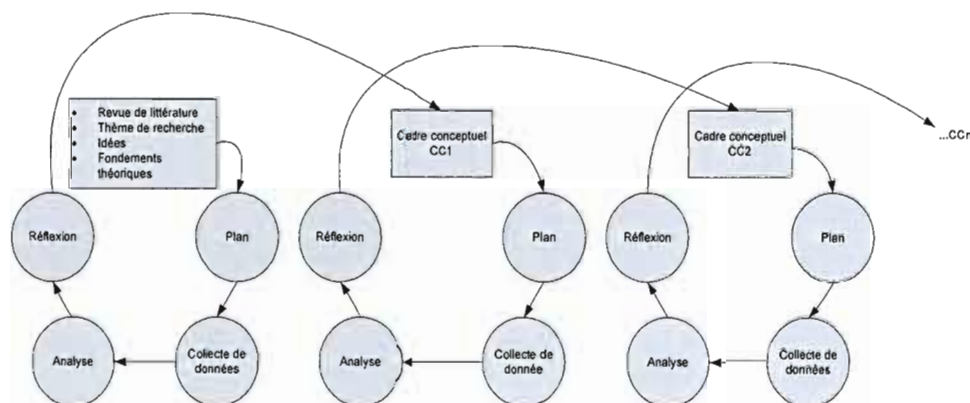 • Revue de littérature
• Thème de recherche
• Idées
• Fondements
théoriques
Réflexion
Plan
Analyse
Collecte de
données
Cadre conceptuel
CC1
Réflexion
Plan
Analyse
Collecte de
donnée
Cadre conceptuel
CC2
Réflexion
Plan
Analyse
Collecte de
données
...CCn